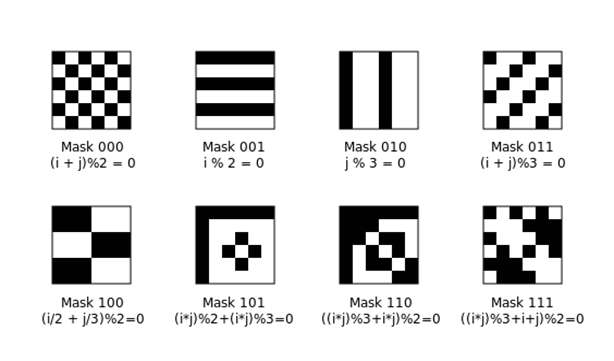 Mask 000
(i + j)%2 = 0
Mask 001
i % 2 = 0
Mask 010
j % 3 = 0
Mask 011
(i + j)%3 = 0
Mask 100
(i/2 + j/3)%2=0
Mask 101
(i*j)%2+(i*j)%3=0
Mask 110
((i*j)%3+i*j)%2=0
Mask 111
((i*j)%3+i+j)%2=0